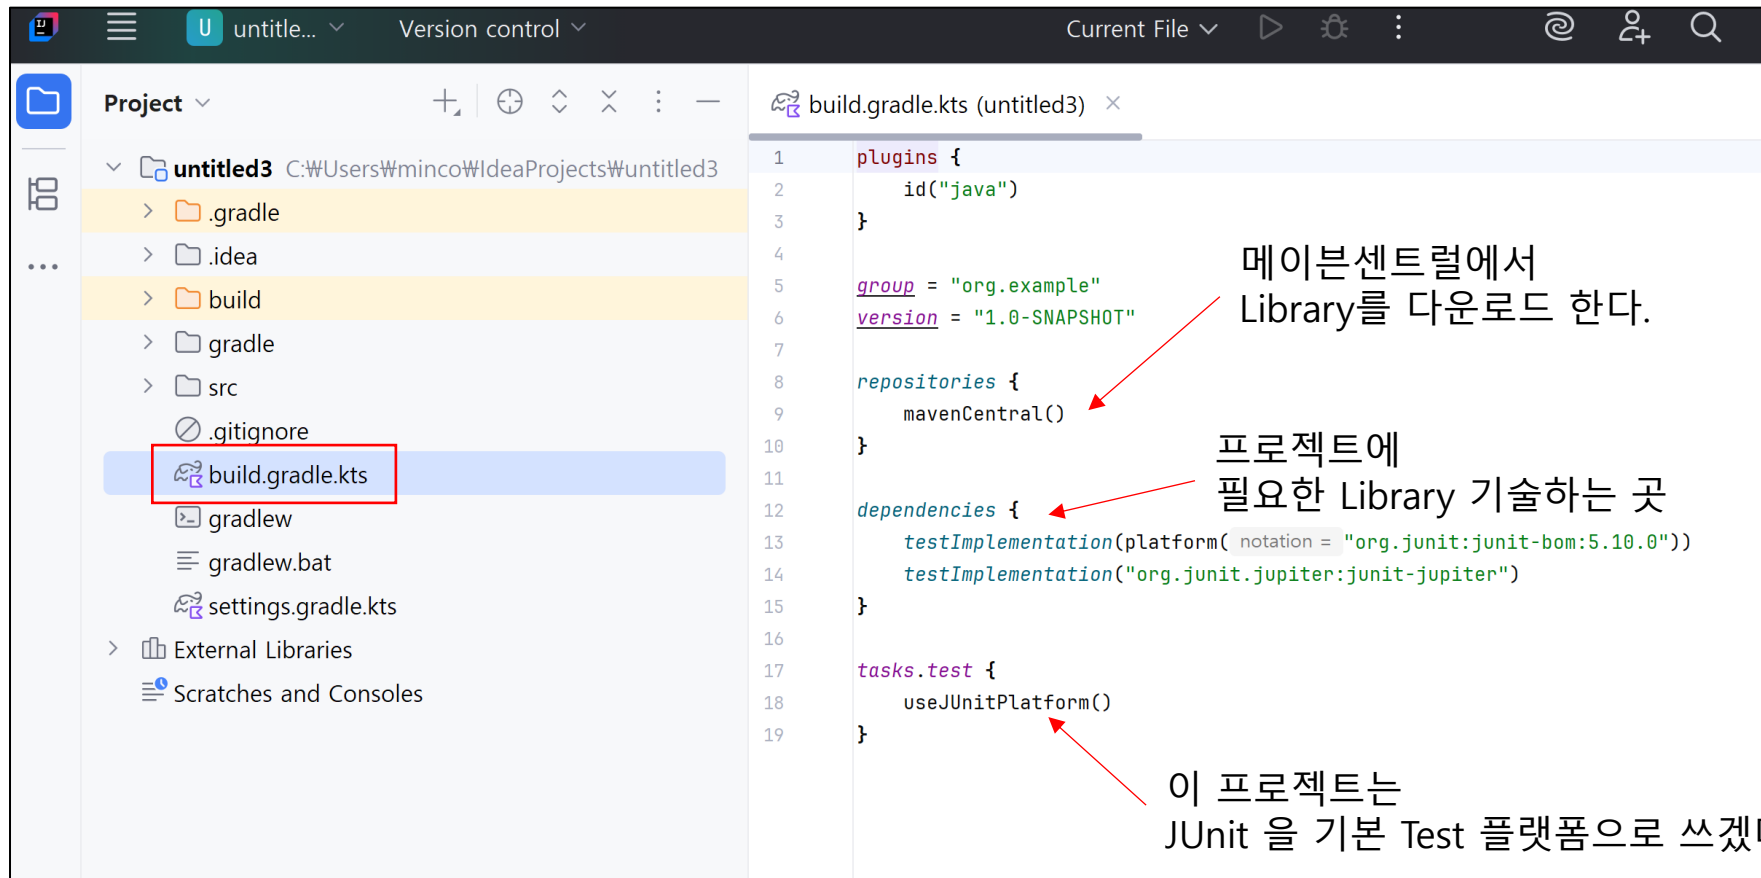 U untitle... Version control Current File
Project
build.gradle.kts (untitled3)
untitled3 C:₩Users₩minco₩IdeaProjects₩untitled3
.gradle
.idea
build
gradle
src
.gitignore
build.gradle.kts
gradlew
gradlew.bat
settings.gradle.kts
External Libraries
Scratches and Consoles
1 plugins {
2 id("java")
3 }
4
5 group = "org.example"
6 version = "1.0-SNAPSHOT"
7
8 repositories {
9 mavenCentral()
10 }
11
12 dependencies {
13 testImplementation(platform( notation = "org.junit:junit-bom:5.10.0"))
14 testImplementation("org.junit.jupiter:junit-jupiter")
15 }
16
17 tasks.test {
18 useJUnitPlatform()
19 }
메이븐센트럴에서
Library를 다운로드 한다.
프로젝트에
필요한 Library 기술하는 곳
이 프로젝트는
JUnit 을 기본 Test 플랫폼으로